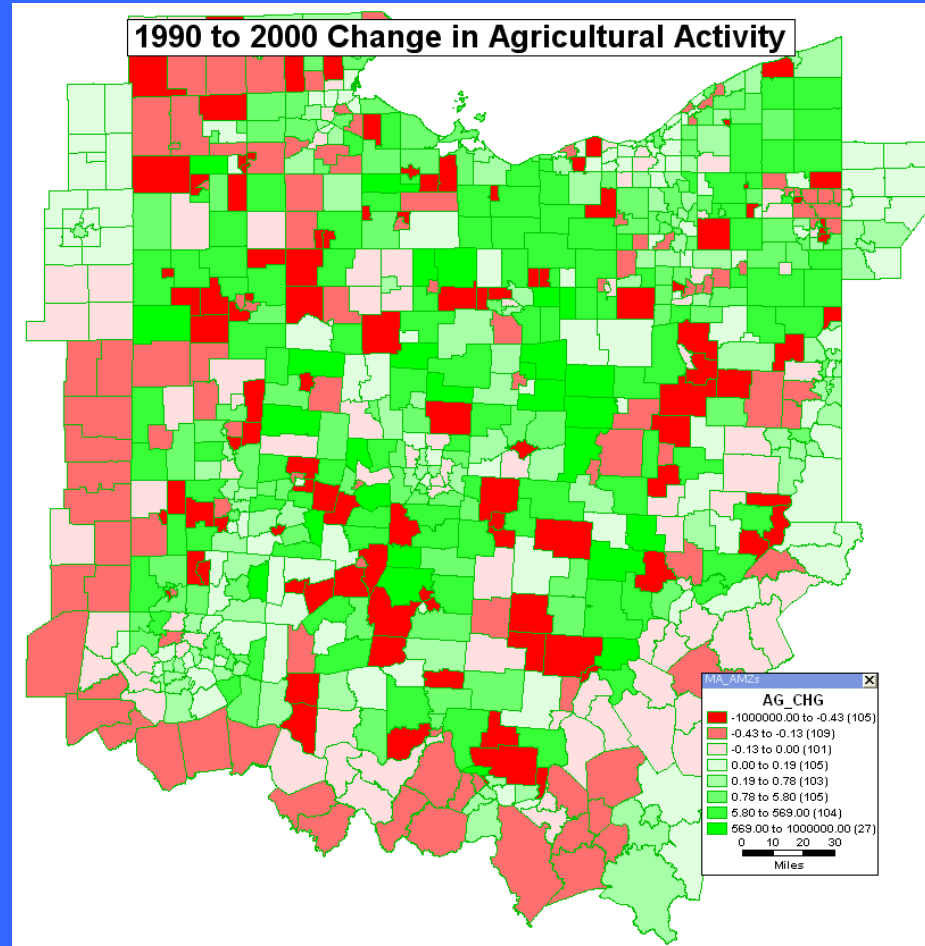 1990 to 2000 Change in Agricultural Activity
MA_AMZs
AG_CHG
-1000000.00 to -0.43 (105)
-0.43 to -0.13 (109)
-0.13 to 0.00 (101)
0.00 to 0.19 (105)
0.19 to 0.78 (103)
0.78 to 5.80 (105)
5.80 to 569.00 (104)
569.00 to 1000000.00 (27)
0 10 20 30
Miles